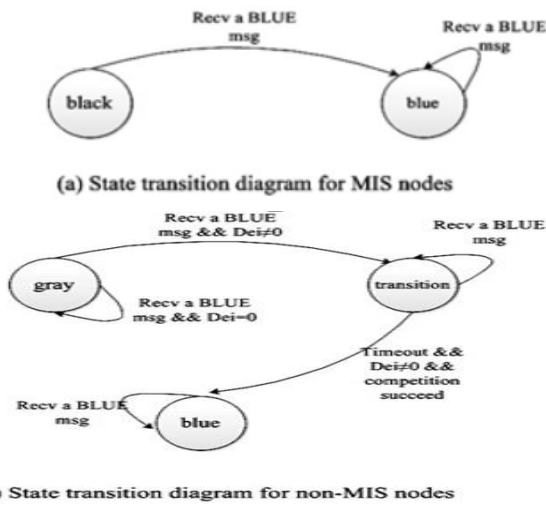 Recv a BLUE
msg
Recv a BLUE
msg
black
blue
(a) State transition diagram for MIS nodes
Recv a BLUE
msg && Dei≠0
Recv a BLUE
msg
gray
transition
Recv a BLUE
msg && Dei=0
Timeout &&
Dei≠0 &&
competition
succeed
Recv a BLUE
msg
blue
) State transition diagram for non-MIS nodes